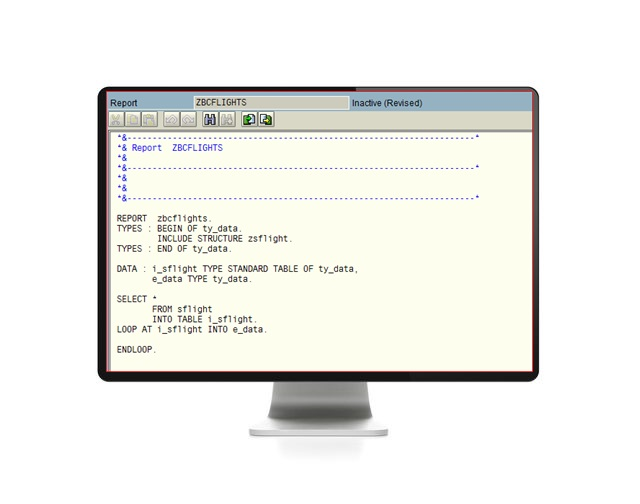 Report ZBCFLIGHTS Inactive (Revised)
*&---------------------------------------------------------------------*
*& Report  ZBCFLIGHTS
*&
*&---------------------------------------------------------------------*
*&
*&
*&---------------------------------------------------------------------*
REPORT  zbcflights.
TYPES : BEGIN OF ty_data.
        INCLUDE STRUCTURE zsflight.
TYPES : END OF ty_data.
DATA : i_sflight TYPE STANDARD TABLE OF ty_data,
       e_data TYPE ty_data.
SELECT *
       FROM sflight
       INTO TABLE i_sflight.
LOOP AT i_sflight INTO e_data.
ENDLOOP.